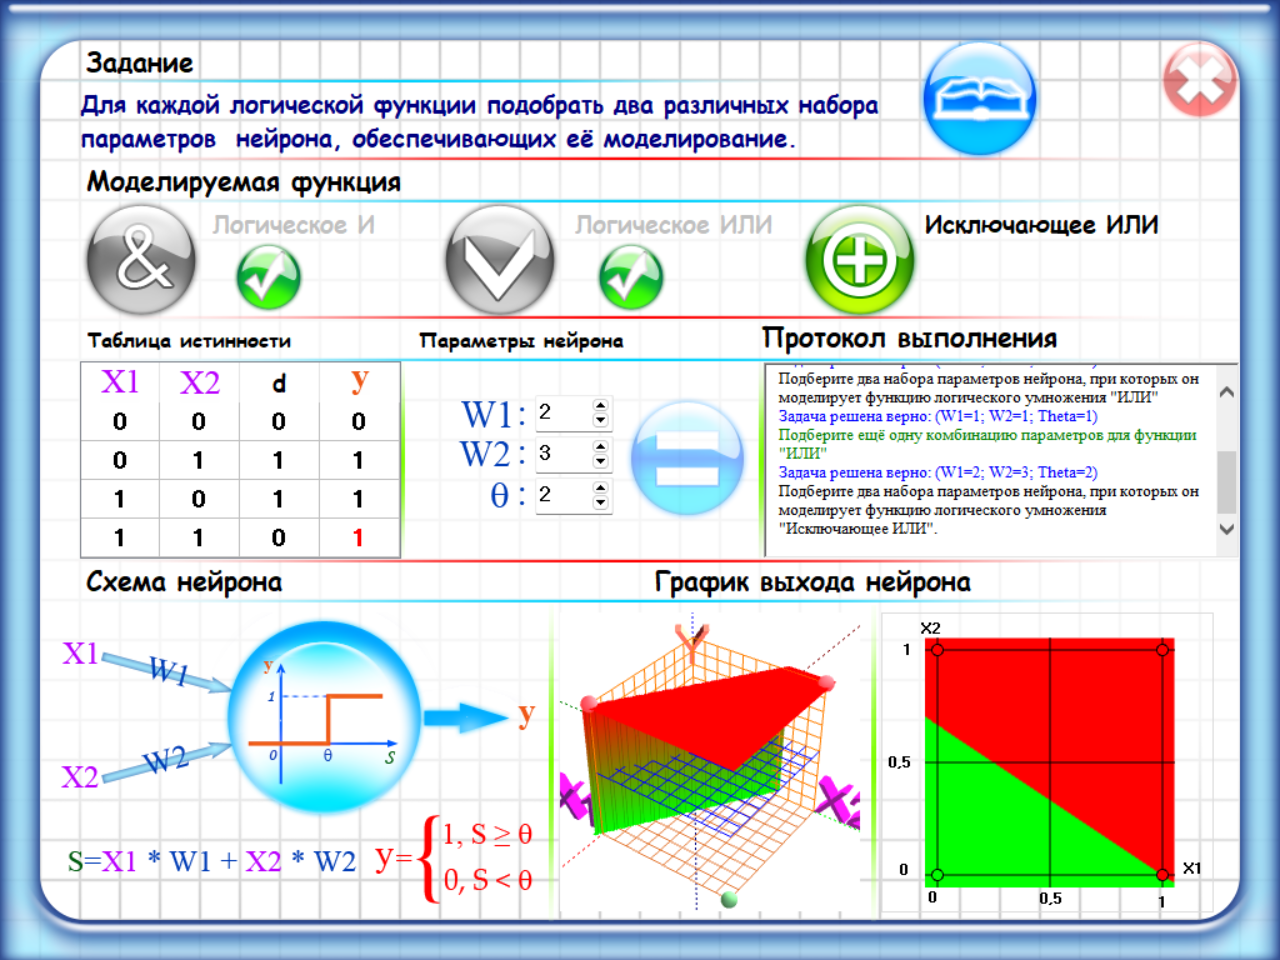 Задание
Для каждой логической функции подобрать два различных набора
параметров нейрона, обеспечивающих её моделирование.
Моделируемая функция
& Логическое И
Логическое ИЛИ
Исключающее ИЛИ
Таблица истинности
X1 X2 d y
0 0 0 0
0 1 1 1
1 0 1 1
1 1 0 1
Параметры нейрона
W1: 2
W2: 3
θ: 2
Протокол выполнения
Подберите два набора параметров нейрона, при которых он
моделирует функцию логического умножения "ИЛИ"
Задача решена верно: (W1=1; W2=1; Theta=1)
Подберите ещё одну комбинацию параметров для функции
"ИЛИ"
Задача решена верно: (W1=2; W2=3; Theta=2)
Подберите два набора параметров нейрона, при которых он
моделирует функцию логического умножения
"Исключающее ИЛИ".
Схема нейрона
X1 W1
X2 W2
y
1
0 θ S
y
S=X1 * W1 + X2 * W2
y={ 1, S ≥ θ
0, S < θ
График выхода нейрона
Y
X1 X2
X2
1
0,5
0
X1
0 0,5 1